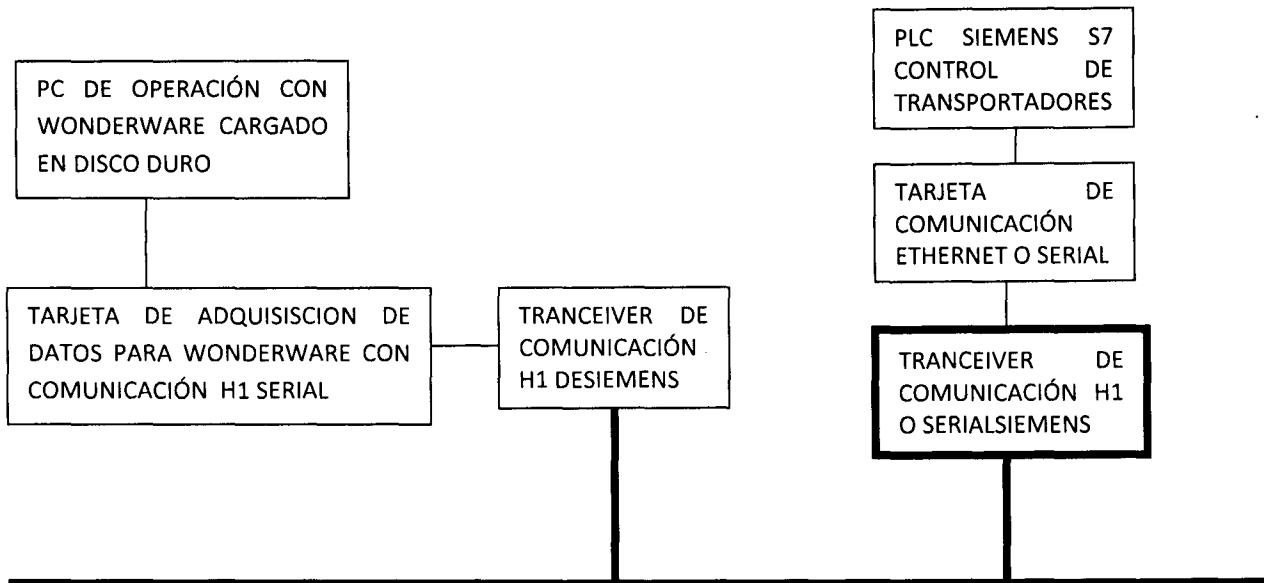 PC DE OPERACIÓN CON
WONDERWARE CARGADO
EN DISCO DURO
TARJETA DE ADQUISISCION DE
DATOS PARA WONDERWARE CON
COMUNICACIÓN H1 SERIAL
TRANCEIVER DE
COMUNICACIÓN
H1 DESIEMENS
PLC SIEMENS S7
CONTROL DE
TRANSPORTADORES
TARJETA DE
COMUNICACIÓN
ETHERNET O SERIAL
TRANCEIVER DE
COMUNICACIÓN H1
O SERIALSIEMENS